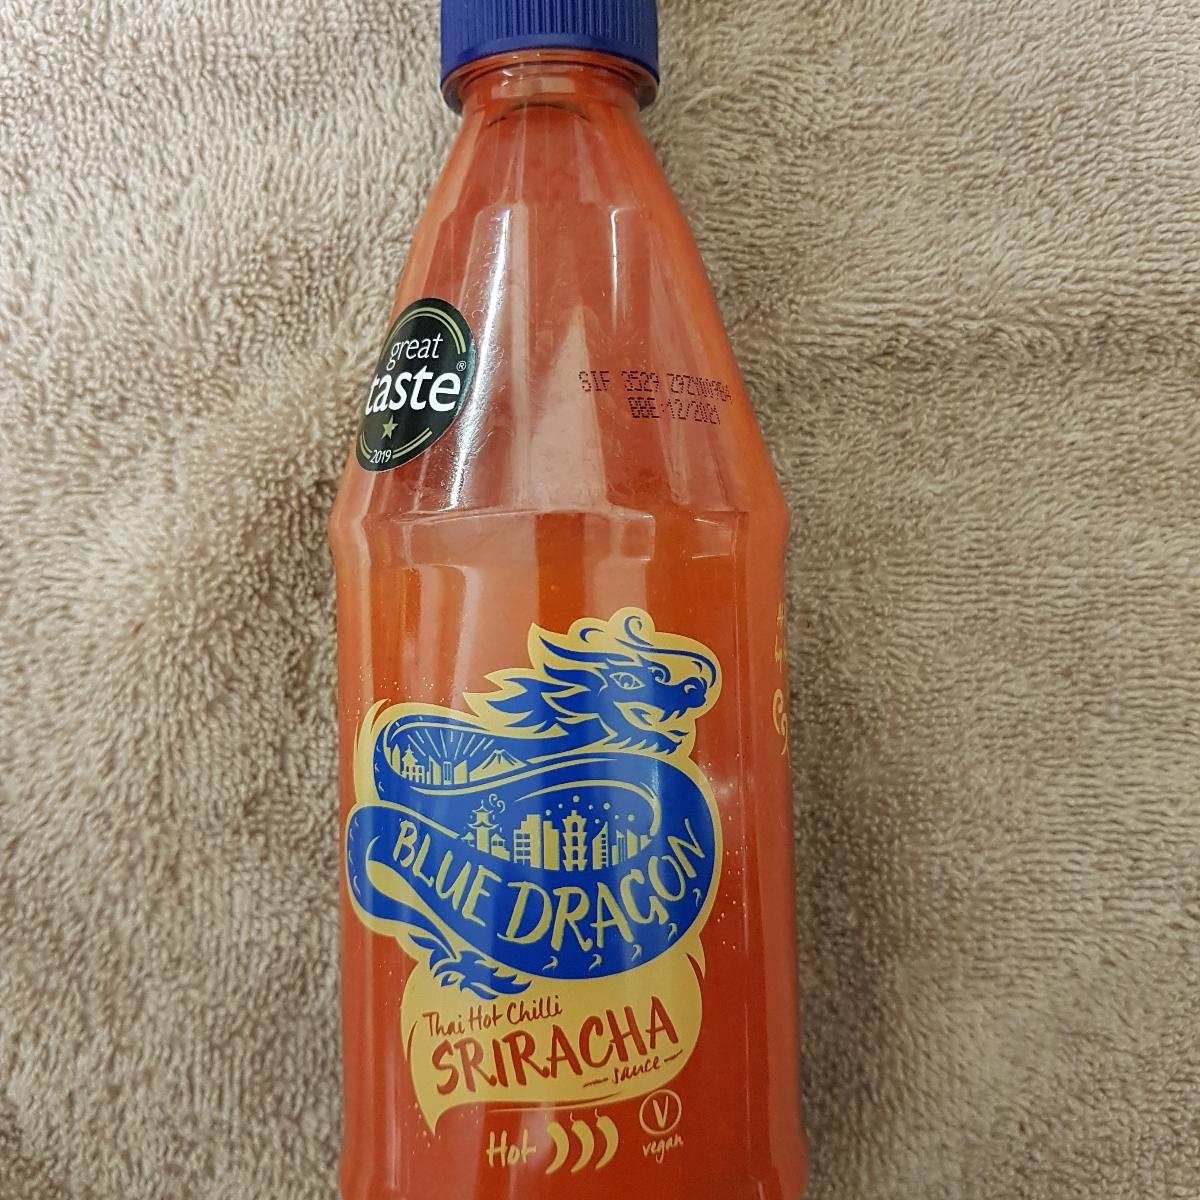 great
taste®
2019
BBE 12/2021
BLUE DRAGON
Thai Hot Chilli
SRIRACHA
sauce
Hot
V
vegan